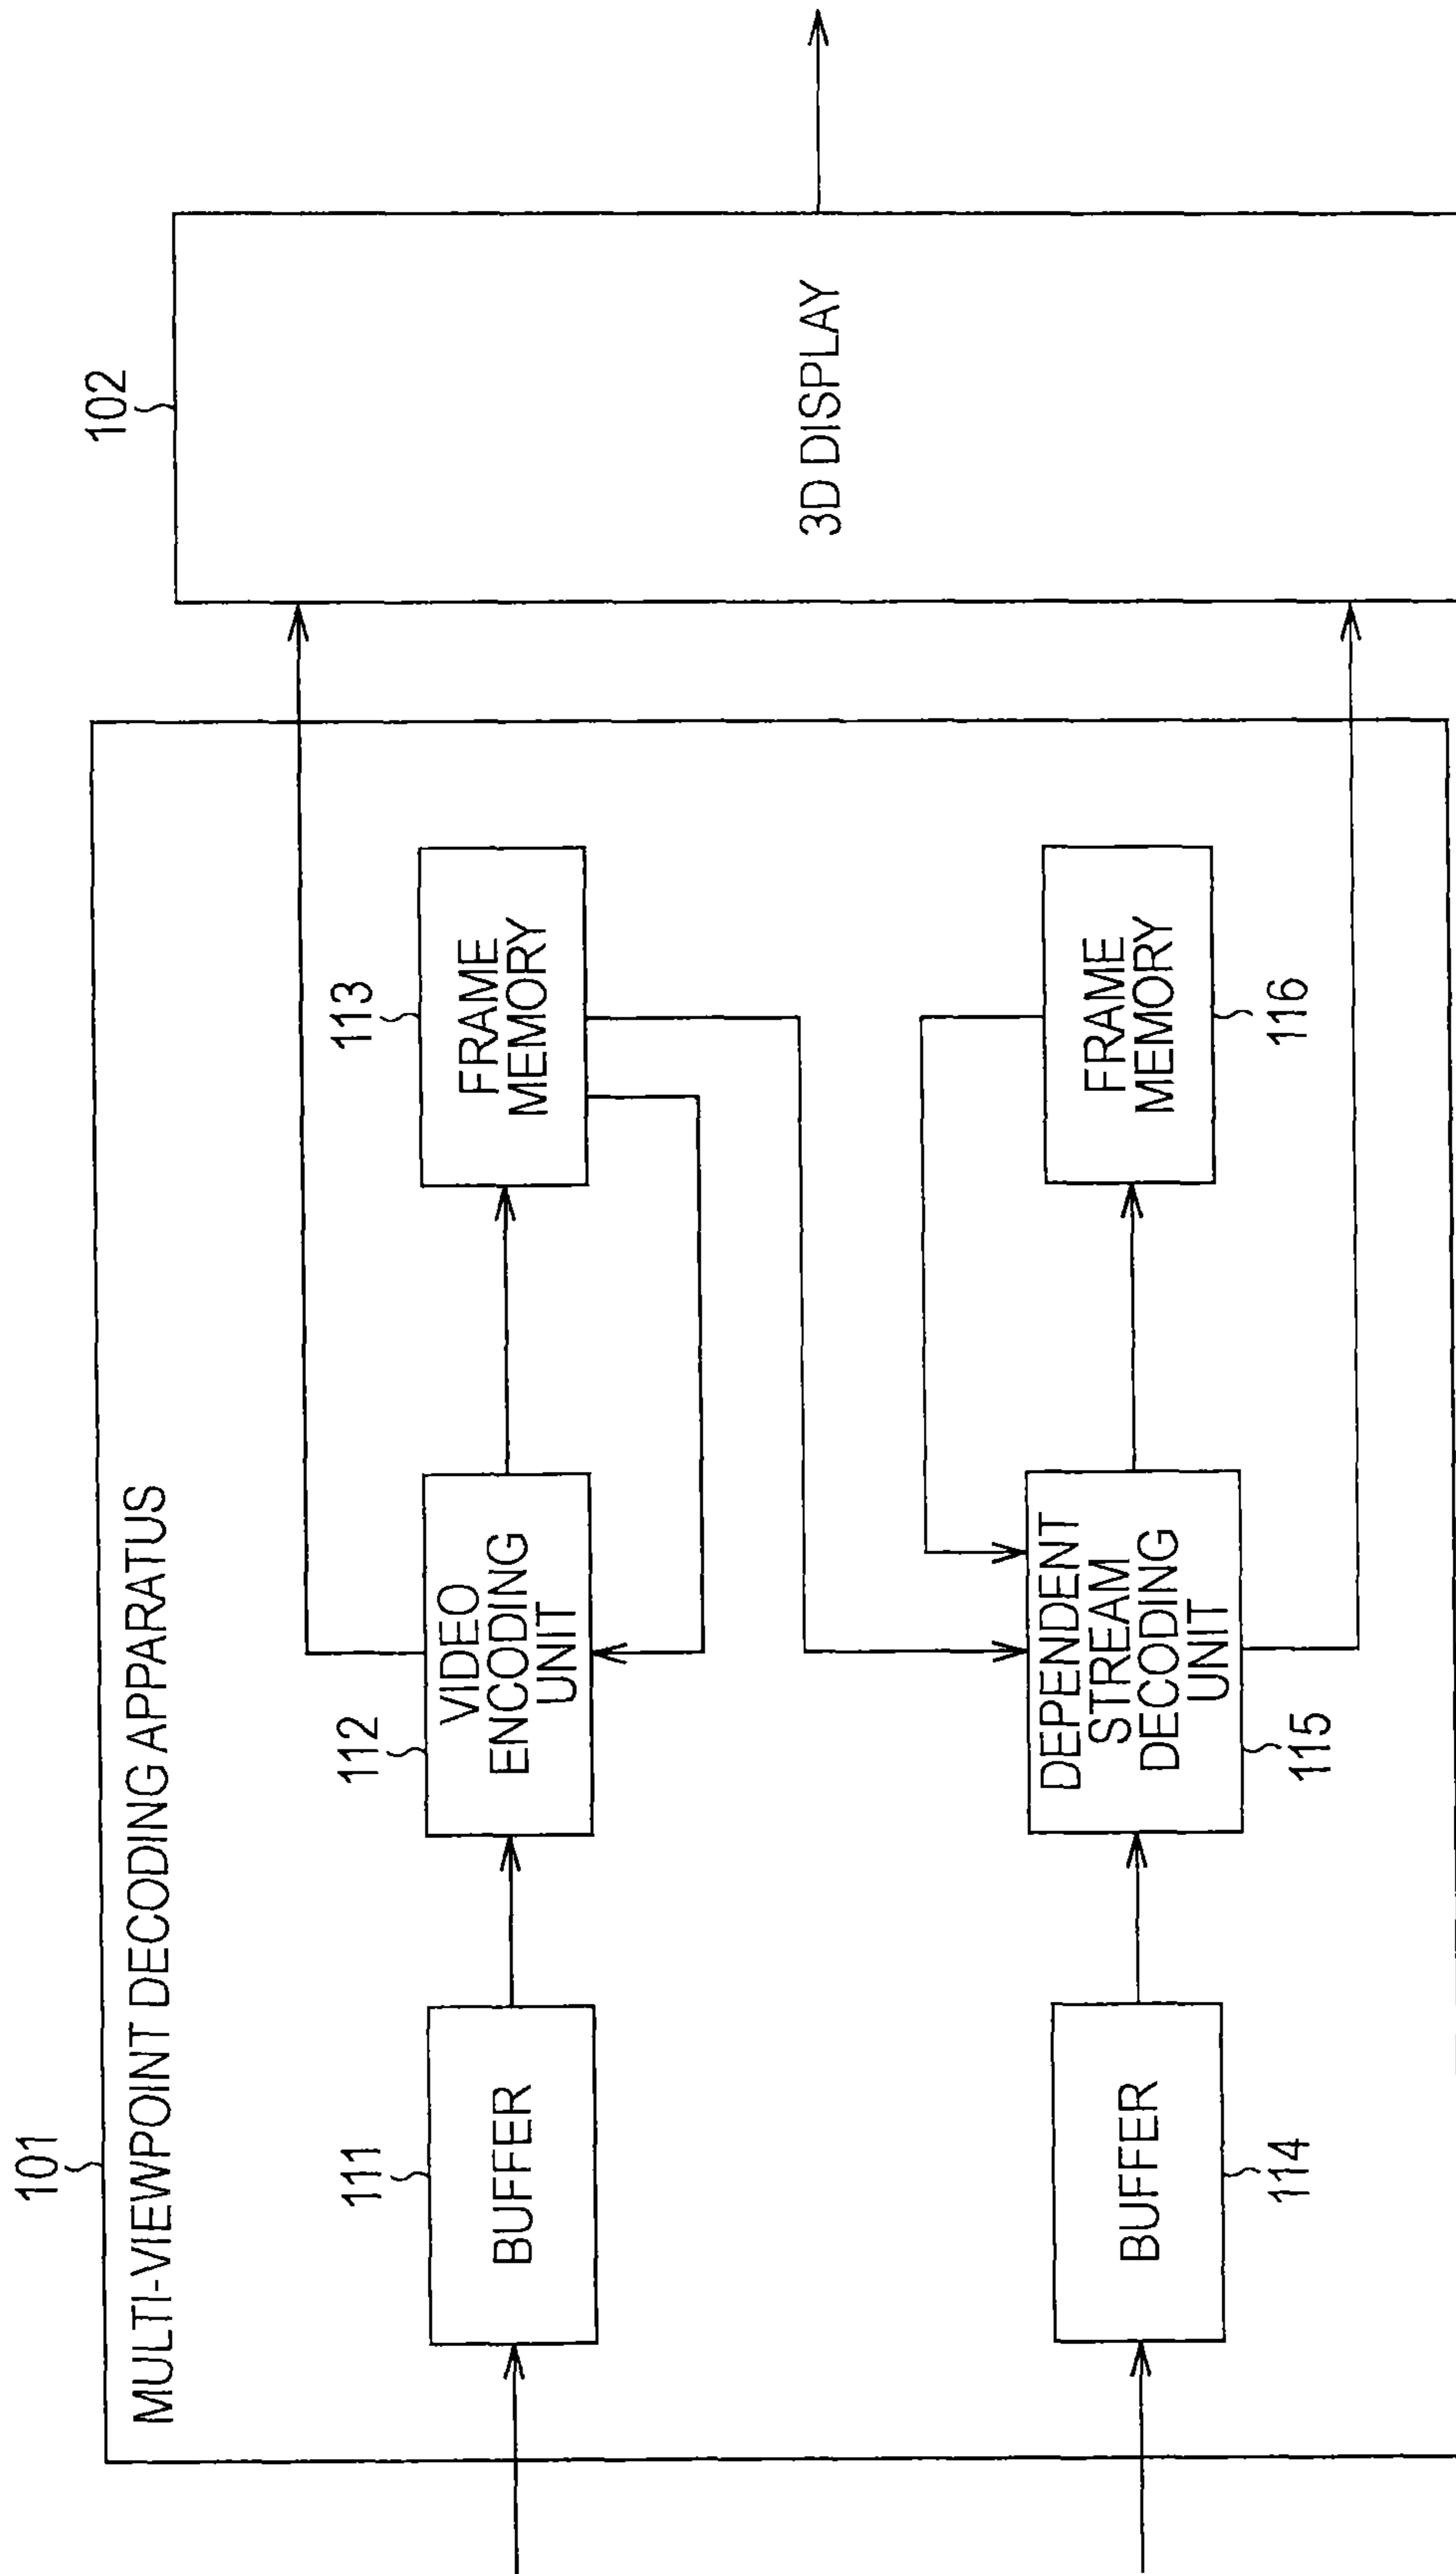 101
MULTI-VIEWPOINT DECODING APPARATUS
111
BUFFER
112
VIDEO
ENCODING
UNIT
113
FRAME
MEMORY
114
BUFFER
115
DEPENDENT
STREAM
DECODING
UNIT
116
FRAME
MEMORY
102
3D DISPLAY